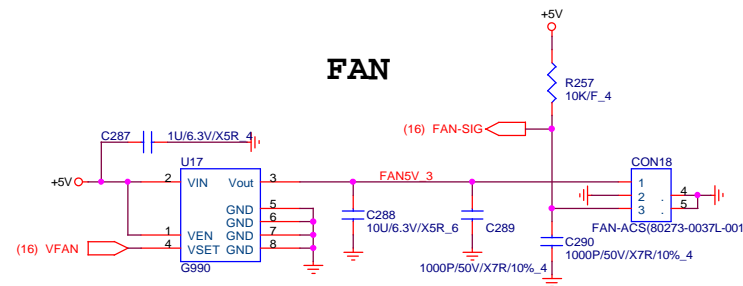 +5V
FAN
R257
10K/F_4
(16) FAN-SIG
C287
1U/6.3V/X5R_4
U17
CON18
+5V
2
VIN
Vout
3
FAN5V_3
1
GND
5
2
.
4
GND
6
3
.
5
C288
C289
1
VEN
GND
7
10U/6.3V/X5R_6
FAN-ACS(80273-0037L-001
(16) VFAN
4
VSET
GND
8
C290
G990
1000P/50V/X7R/10%_4
1000P/50V/X7R/10%_4